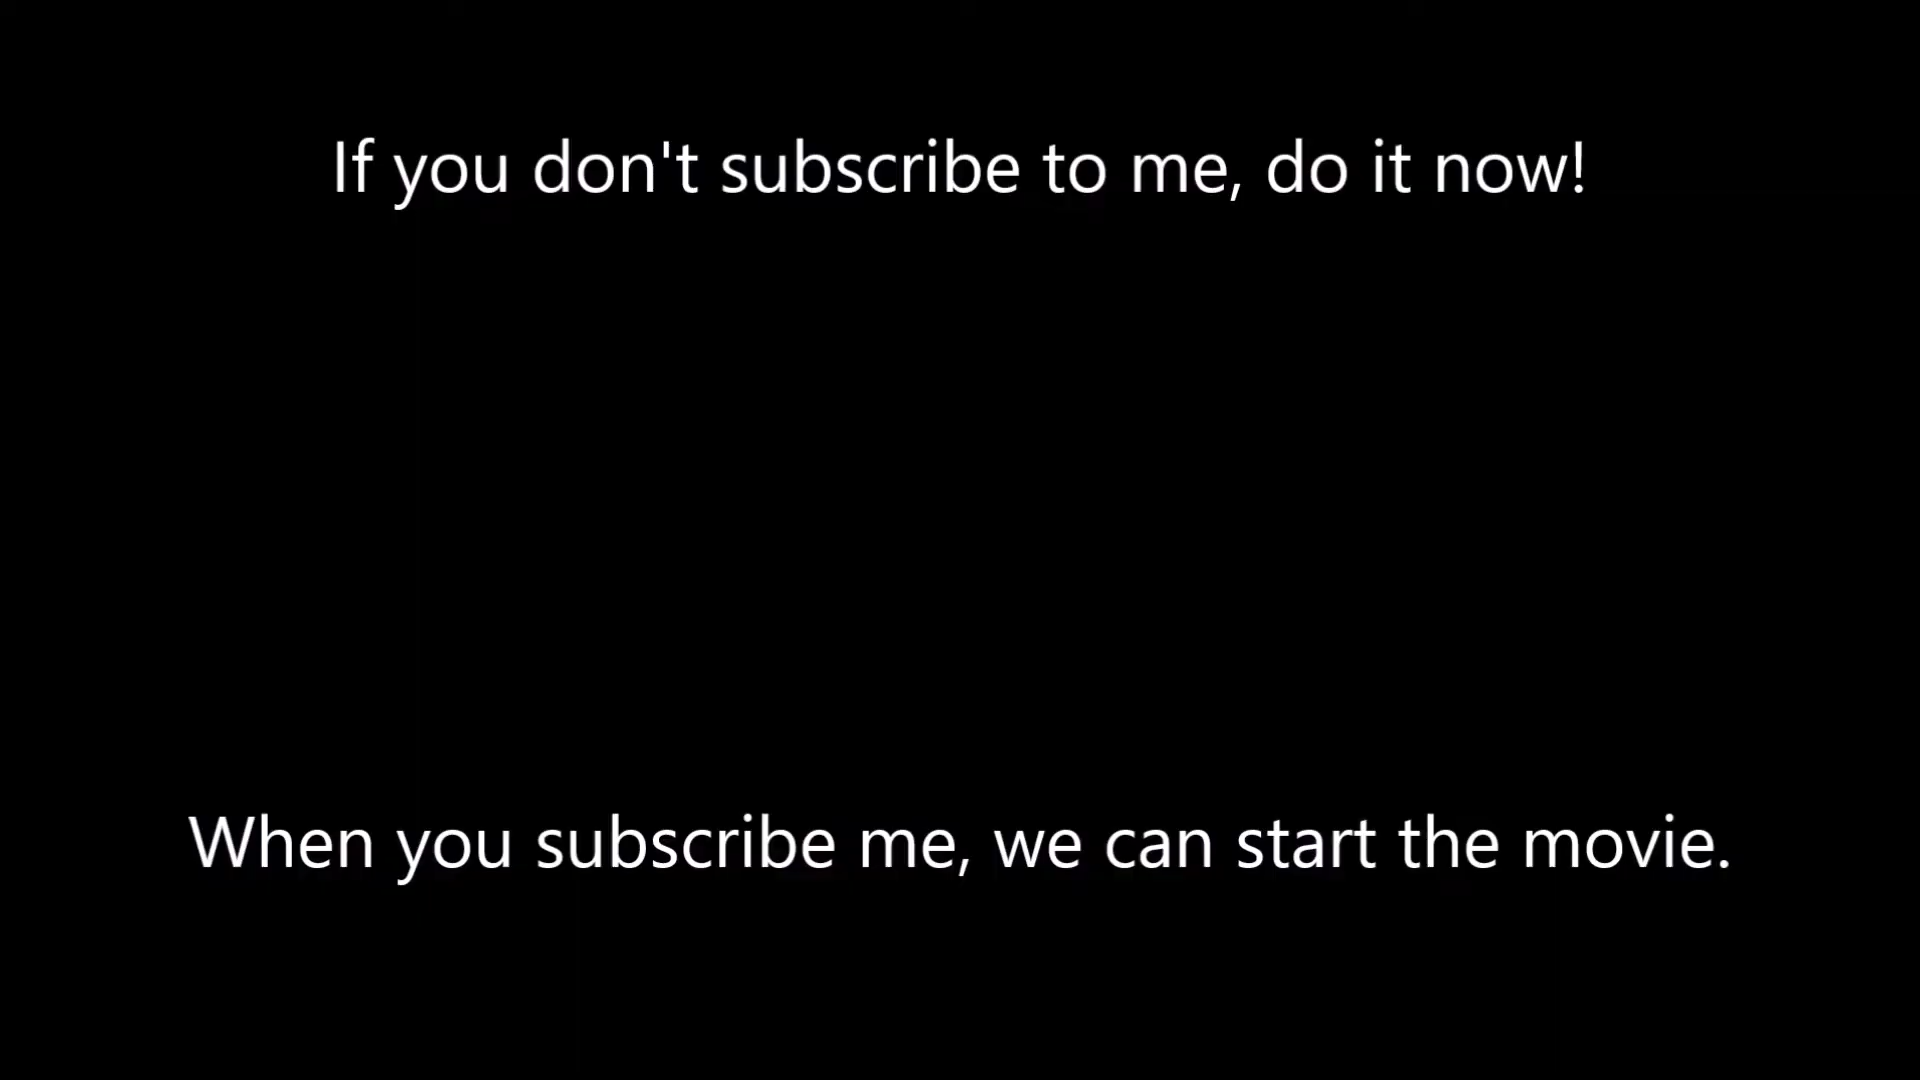 If you don't subscribe to me, do it now!
When you subscribe me, we can start the movie.